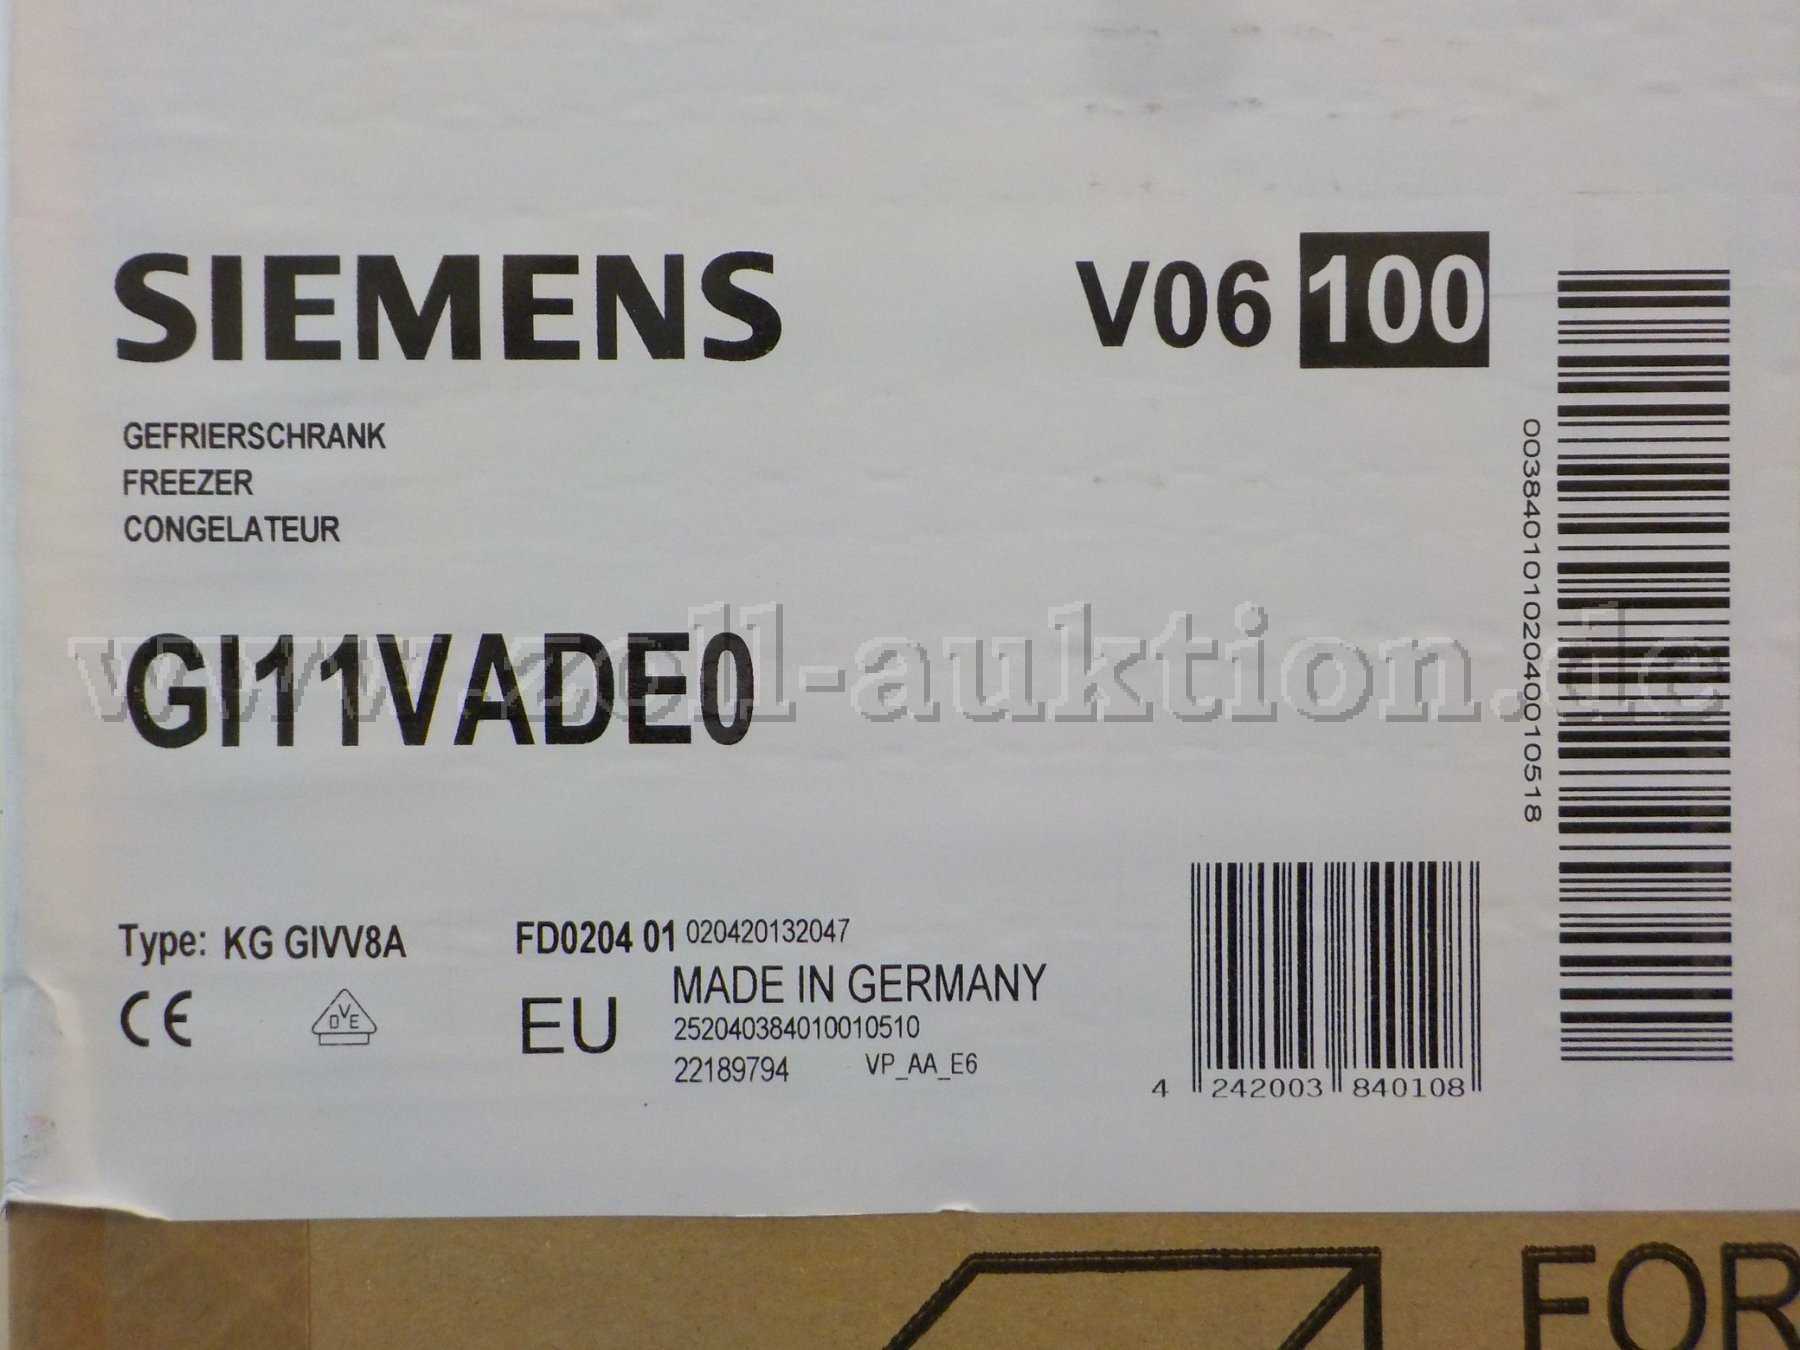 SIEMENS
V06 100
GEFRIERSCHRANK
FREEZER
CONGELATEUR
003840101020400010518
GI11VADE0
www.zoll-auktion.de
Type: KG GIVV8A
FD0204 01 020420132047
CE
DVE
EU
MADE IN GERMANY
252040384010010510
22189794 VP_AA_E6
4 242003 840108
FOR